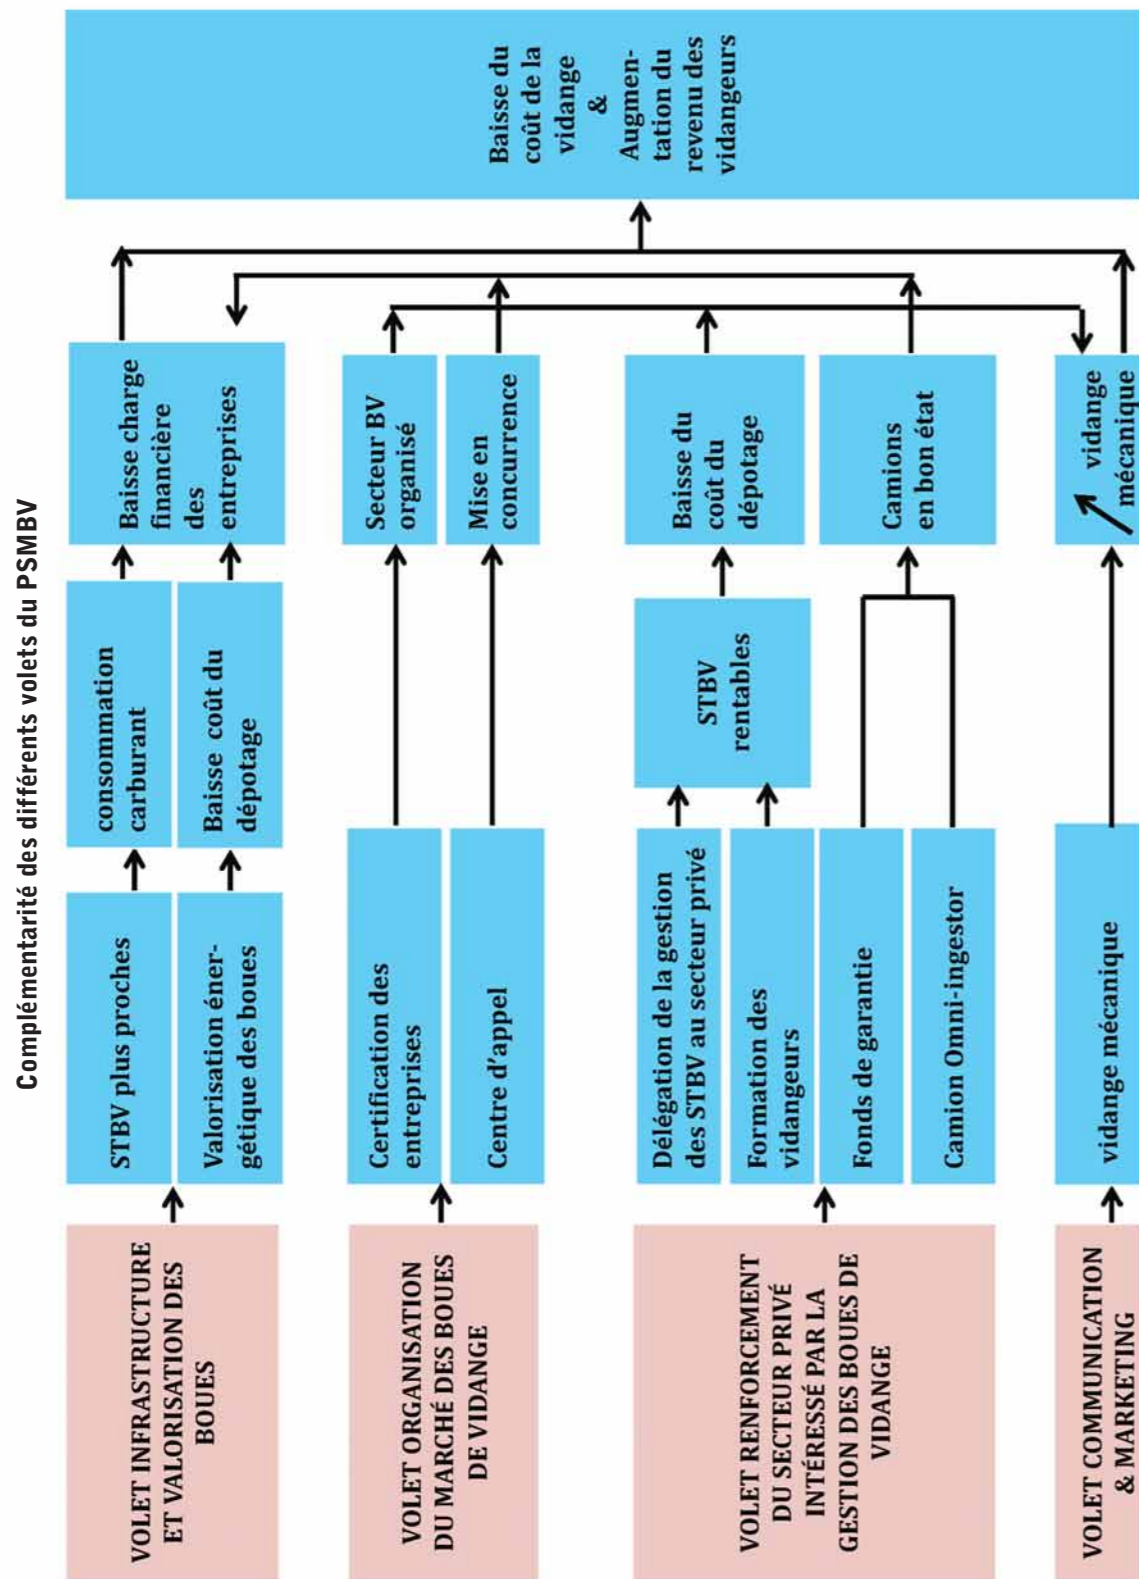 Complémentarité des différents volets du PSMBV
VOLET INFRASTRUCTURE
ET VALORISATION DES
BOUES
STBV plus proches
Valorisation éner-
gétique des boues
consommation
carburant
Baisse coût du
dépotage
Baisse charge
financière
des
entreprises
VOLET ORGANISATION
DU MARCHÉ DES BOUES
DE VIDANGE
Certification des
entreprises
Centre d'appel
Secteur BV
organisé
Mise en
concurrence
VOLET RENFORCEMENT
DU SECTEUR PRIVÉ
INTÉRESSÉ PAR LA
GESTION DES BOUES DE
VIDANGE
Délégation de la gestion
des STBV au secteur privé
Formation des
vidangeurs
Fonds de garantie
Camion Omni-ingestor
STBV
rentables
Baisse du
coût du
dépotage
Camions
en bon état
VOLET COMMUNICATION
& MARKETING
vidange mécanique
vidange
mécanique
Baisse du
coût de la
vidange
&
Augmen-
tation du
revenu des
vidangeurs